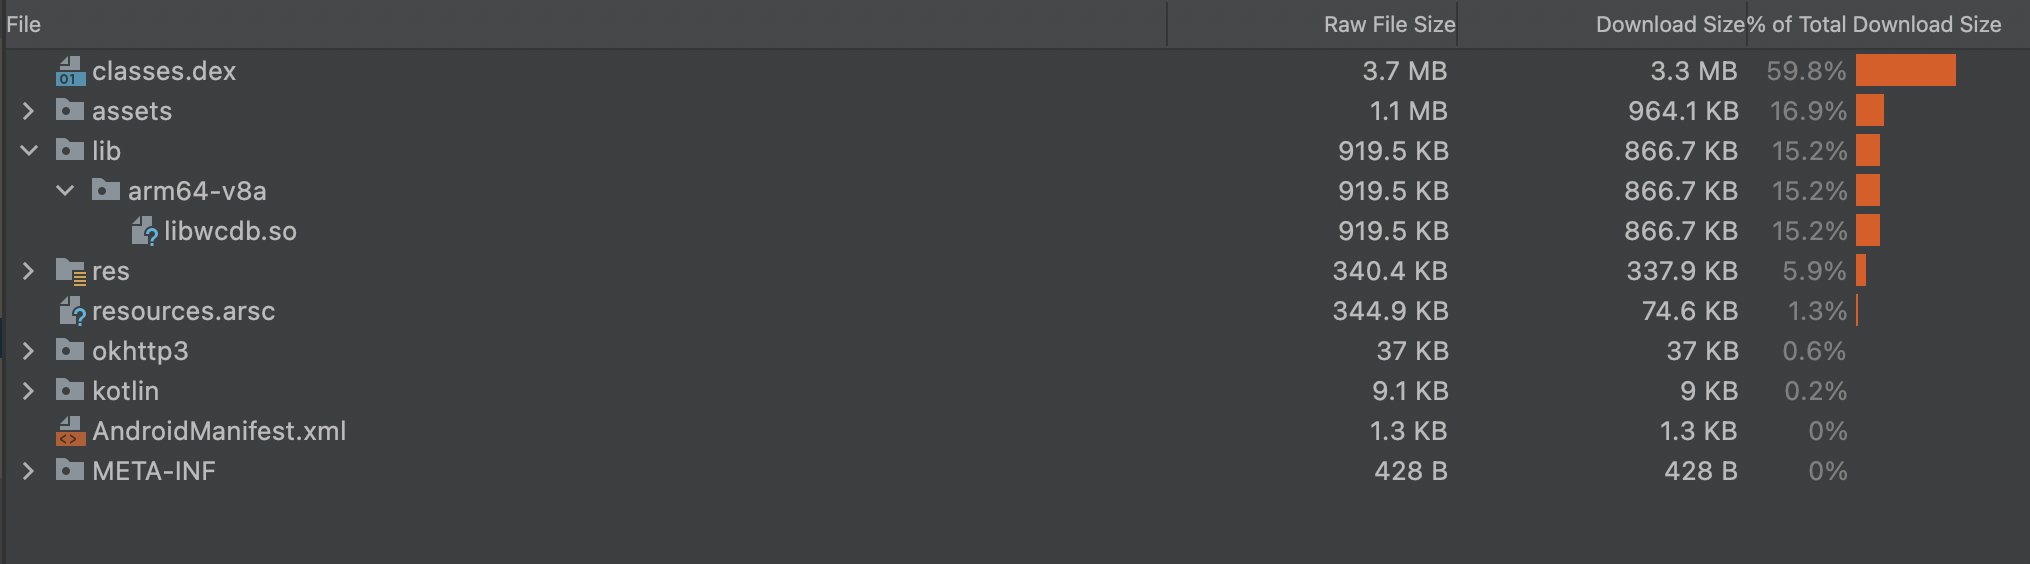 File Raw File Size Download Size % of Total Download Size
01 classes.dex 3.7 MB 3.3 MB 59.8%
assets 1.1 MB 964.1 KB 16.9%
lib 919.5 KB 866.7 KB 15.2%
arm64-v8a 919.5 KB 866.7 KB 15.2%
? libwcdb.so 919.5 KB 866.7 KB 15.2%
res 340.4 KB 337.9 KB 5.9%
? resources.arsc 344.9 KB 74.6 KB 1.3%
okhttp3 37 KB 37 KB 0.6%
kotlin 9.1 KB 9 KB 0.2%
<> AndroidManifest.xml 1.3 KB 1.3 KB 0%
META-INF 428 B 428 B 0%